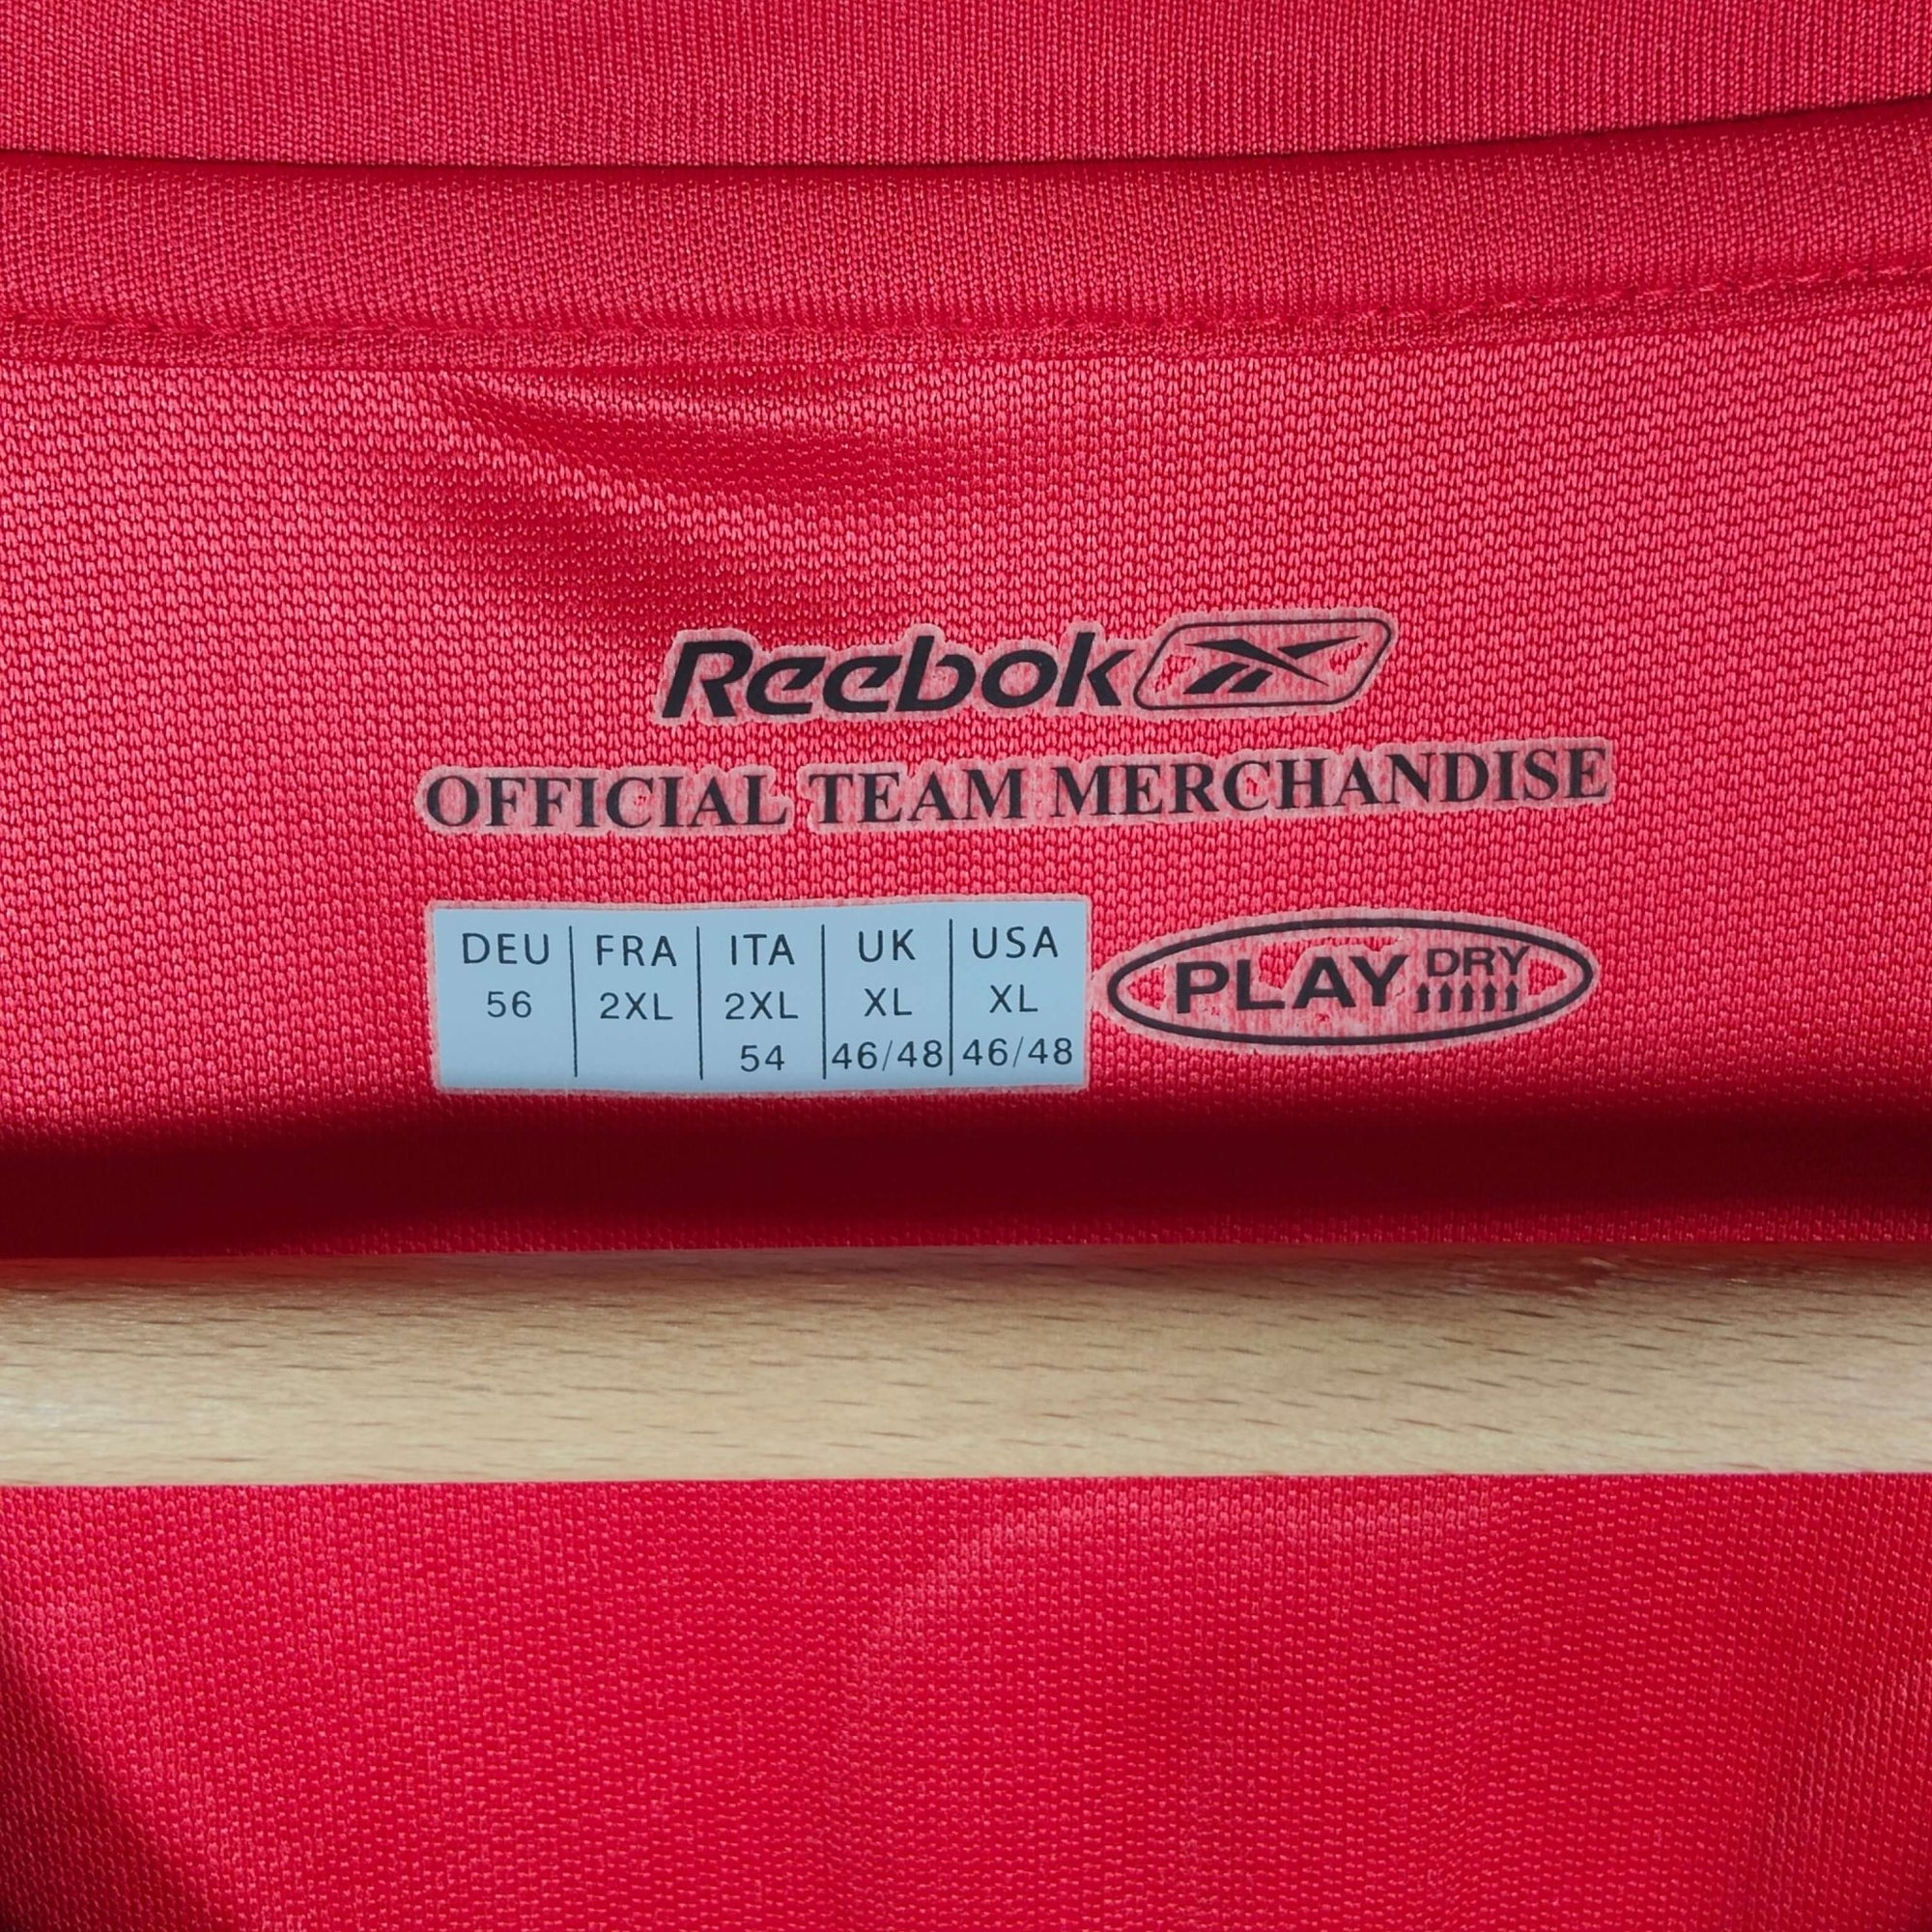 Reebok
OFFICIAL TEAM MERCHANDISE
DEU FRA ITA UK USA
56 2XL 2XL XL XL
54 46/48 46/48
PLAY DRY